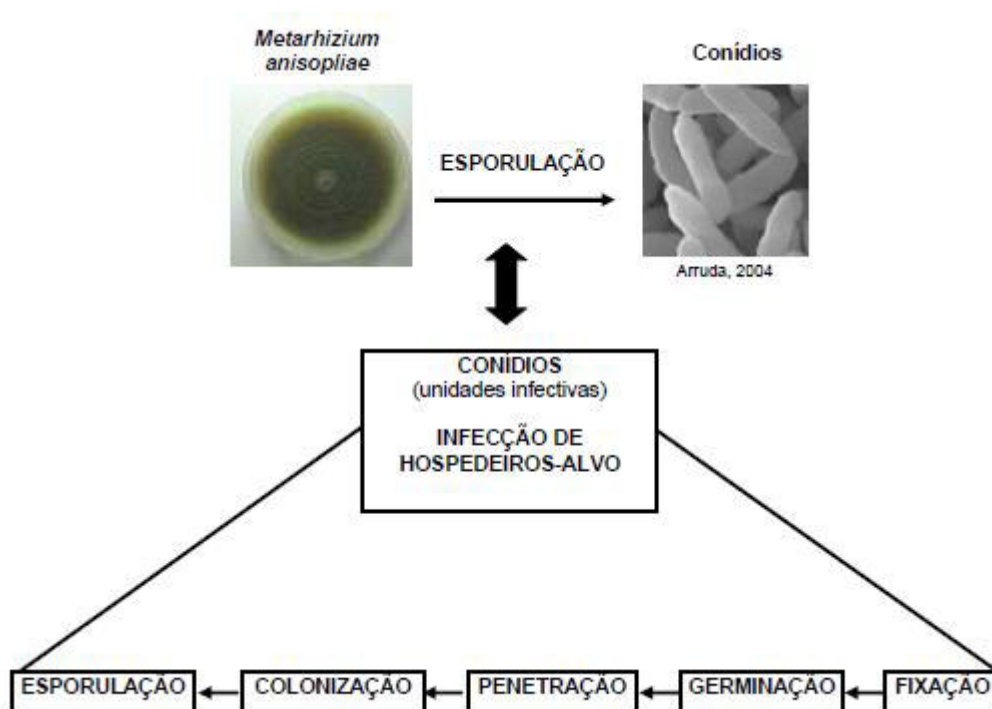 Metarhizium
anisopliae
Conídios
ESPORULAÇÃO
Arruda, 2004
CONÍDIOS
(unidades infectivas)
INFECÇÃO DE
HOSPEDEIROS-ALVO
ESPORULAÇÃO
COLONIZAÇÃO
PENETRAÇÃO
GERMINAÇÃO
FIXAÇÃO